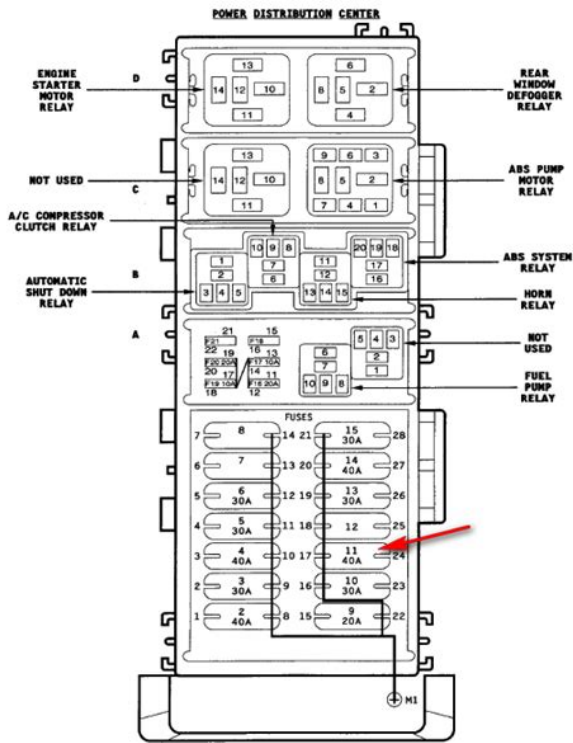 POWER DISTRIBUTION CENTER
ENGINE STARTER MOTOR RELAY
D
13
14 12 10
11
6
8 5 2
4
REAR WINDOW DEFOGGER RELAY
NOT USED
C
13
14 12 10
11
9 6 3
8 5 2
7 4 1
ABS PUMP MOTOR RELAY
A/C COMPRESSOR CLUTCH RELAY
10 9 8
7
6
20 19 18
17
16
ABS SYSTEM RELAY
B
1
2
3 4 5
11
12
13 14 15
AUTOMATIC SHUT DOWN RELAY
HORN RELAY
A
21 15
F21 F16
22 19 16 13
F20 20A F17 10A
20 17 14 11
F19 10A F18 20A
18 12
6
7
10 9 8
5 4 3
2
1
NOT USED
FUEL PUMP RELAY
FUSES
7 8 14 21 15 30A 28
6 7 13 20 14 40A 27
5 6 30A 12 19 13 30A 26
4 5 30A 11 18 12 25
3 4 40A 10 17 11 40A 24
2 3 30A 9 16 10 30A 23
1 2 40A 8 15 9 20A 22
M1